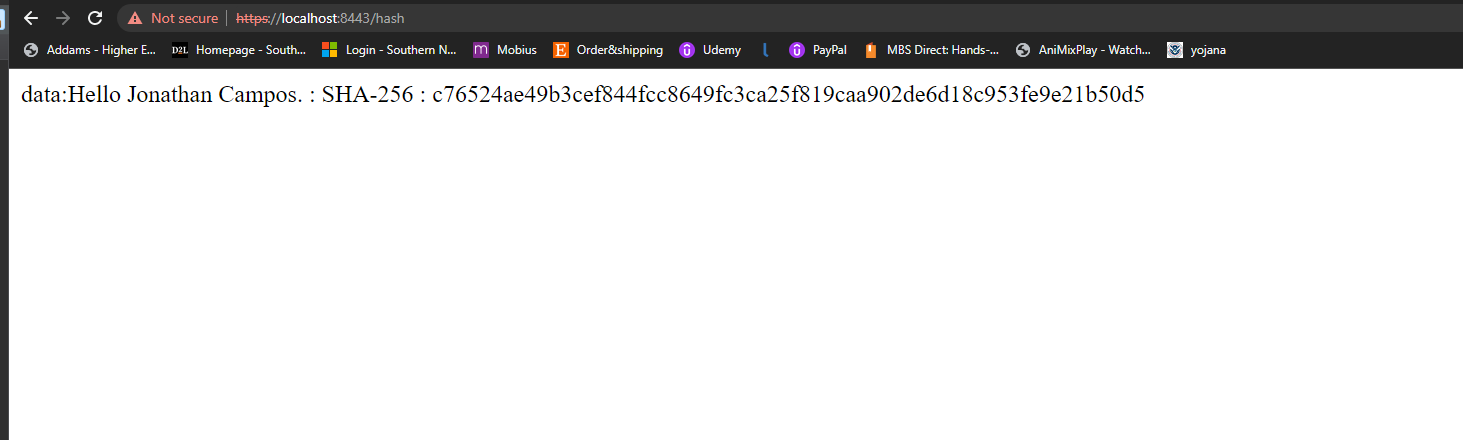 Not secure | https://localhost:8443/hash
Addams - Higher E... D2L Homepage - South... Login - Southern N... m Mobius E Order&shipping û Udemy l û PayPal MBS Direct: Hands-... AniMixPlay - Watch... yojana
data:Hello Jonathan Campos. : SHA-256 : c76524ae49b3cef844fcc8649fc3ca25f819caa902de6d18c953fe9e21b50d5